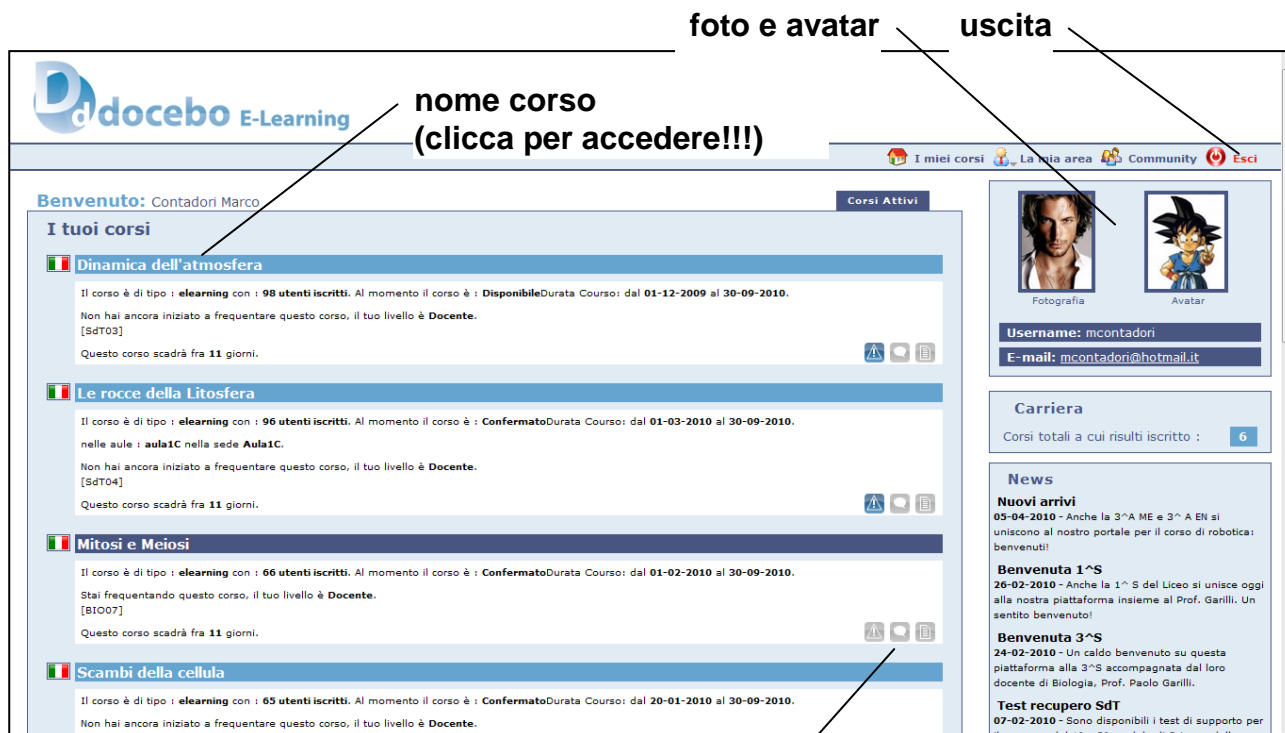 foto e avatar
uscita
docebo E-Learning
nome corso
(clicca per accedere!!!)
I miei corsi La mia area Community Esci
Benvenuto: Contadori Marco
Corsi Attivi
I tuoi corsi
Dinamica dell'atmosfera
Il corso è di tipo : elearning con : 98 utenti iscritti. Al momento il corso è : DisponibileDurata Courso: dal 01-12-2009 al 30-09-2010.
Non hai ancora iniziato a frequentare questo corso, il tuo livello è Docente.
[SdT03]
Questo corso scadrà fra 11 giorni.
Le rocce della Litosfera
Il corso è di tipo : elearning con : 96 utenti iscritti. Al momento il corso è : ConfermatoDurata Courso: dal 01-03-2010 al 30-09-2010.
nelle aule : aula1C nella sede Aula1C.
Non hai ancora iniziato a frequentare questo corso, il tuo livello è Docente.
[SdT04]
Questo corso scadrà fra 11 giorni.
Mitosi e Meiosi
Il corso è di tipo : elearning con : 66 utenti iscritti. Al momento il corso è : ConfermatoDurata Courso: dal 01-02-2010 al 30-09-2010.
Stai frequentando questo corso, il tuo livello è Docente.
[BIO07]
Questo corso scadrà fra 11 giorni.
Scambi della cellula
Il corso è di tipo : elearning con : 65 utenti iscritti. Al momento il corso è : ConfermatoDurata Courso: dal 20-01-2010 al 30-09-2010.
Non hai ancora iniziato a frequentare questo corso, il tuo livello è Docente.
Fotografia
Avatar
Username: mcontadori
E-mail: mcontadori@hotmail.it
Carriera
Corsi totali a cui risulti iscritto : 6
News
Nuovi arrivi
05-04-2010 - Anche la 3^A ME e 3^ A EN si
uniscono al nostro portale per il corso di robotica:
benvenuti!
Benvenuta 1^S
26-02-2010 - Anche la 1^ S del Liceo si unisce oggi
alla nostra piattaforma insieme al Prof. Garilli. Un
sentito benvenuto!
Benvenuta 3^S
24-02-2010 - Un caldo benvenuto su questa
piattaforma alla 3^S accompagnata dal loro
docente di Biologia, Prof. Paolo Garilli.
Test recupero SdT
07-02-2010 - Sono disponibili i test di supporto per